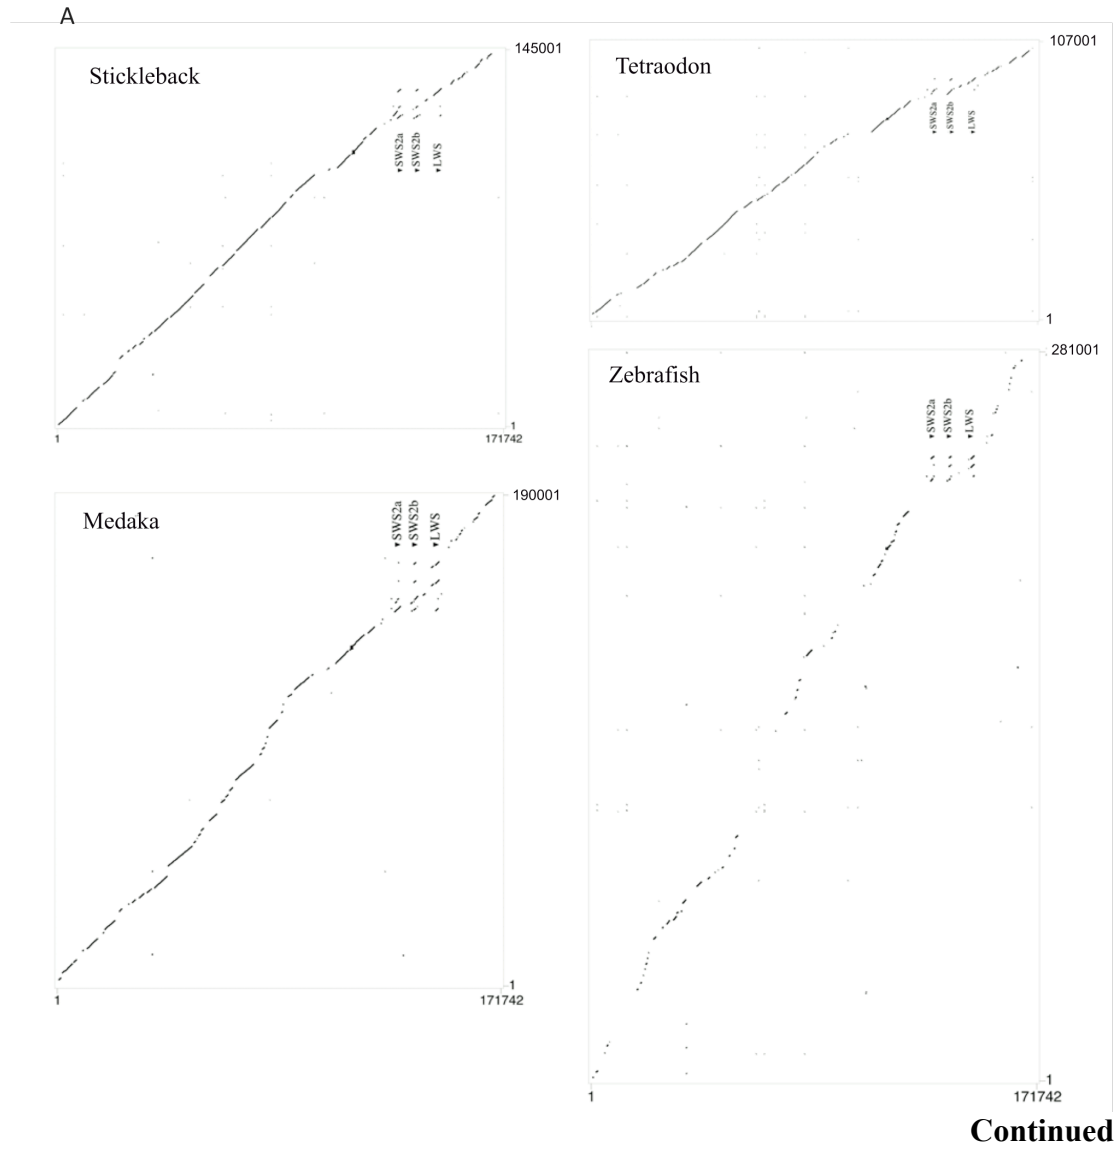 A
145001
Stickleback
▾SWS2a
▾SWS2b
▾LWS
1
1
171742
107001
Tetraodon
▾SWS2a
▾SWS2b
▾LWS
1
281001
Zebrafish
▾SWS2a
▾SWS2b
▾LWS
1
1
171742
190001
Medaka
▾SWS2a
▾SWS2b
▾LWS
1
1
171742
Continued